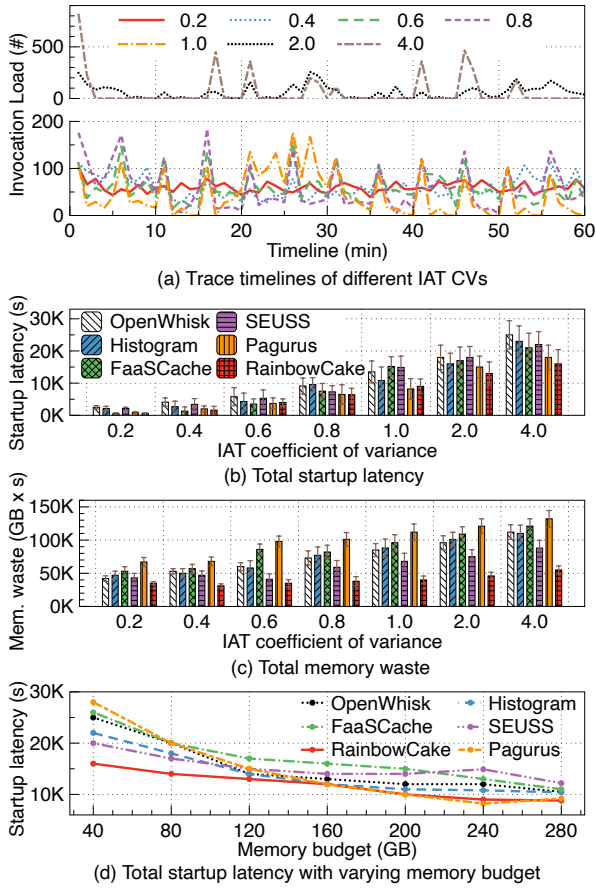 0.2 0.4 0.6 0.8
1.0 2.0 4.0
Invocation Load (#)
500
0
200
100
0
0 10 20 30 40 50 60
Timeline (min)
(a) Trace timelines of different IAT CVs
Startup latency (s)
30K
20K
10K
0K
OpenWhisk SEUSS
Histogram Pagurus
FaaSCache RainbowCake
0.2 0.4 0.6 0.8 1.0 2.0 4.0
IAT coefficient of variance
(b) Total startup latency
Mem. waste (GB x s)
150K
100K
50K
0K
0.2 0.4 0.6 0.8 1.0 2.0 4.0
IAT coefficient of variance
(c) Total memory waste
Startup latency (s)
30K
20K
10K
OpenWhisk Histogram
FaaSCache SEUSS
RainbowCake Pagurus
40 80 120 160 200 240 280
Memory budget (GB)
(d) Total startup latency with varying memory budget